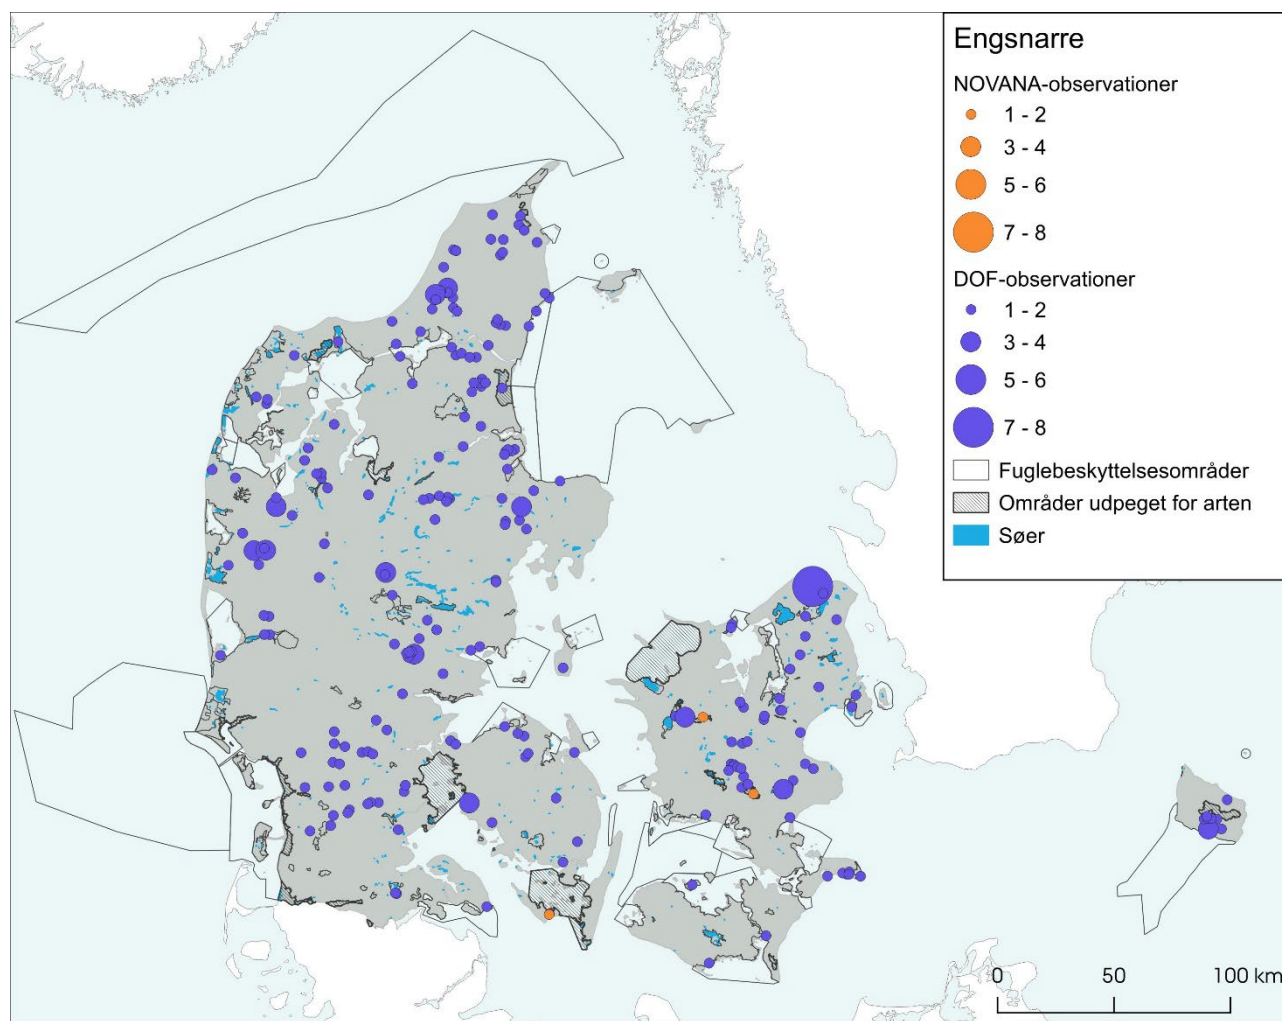 Engsnarre
NOVANA-observationer
1 - 2
3 - 4
5 - 6
7 - 8
DOF-observationer
1 - 2
3 - 4
5 - 6
7 - 8
Fuglebeskyttelsesområder
Områder udpeget for arten
Søer
0 50 100 km